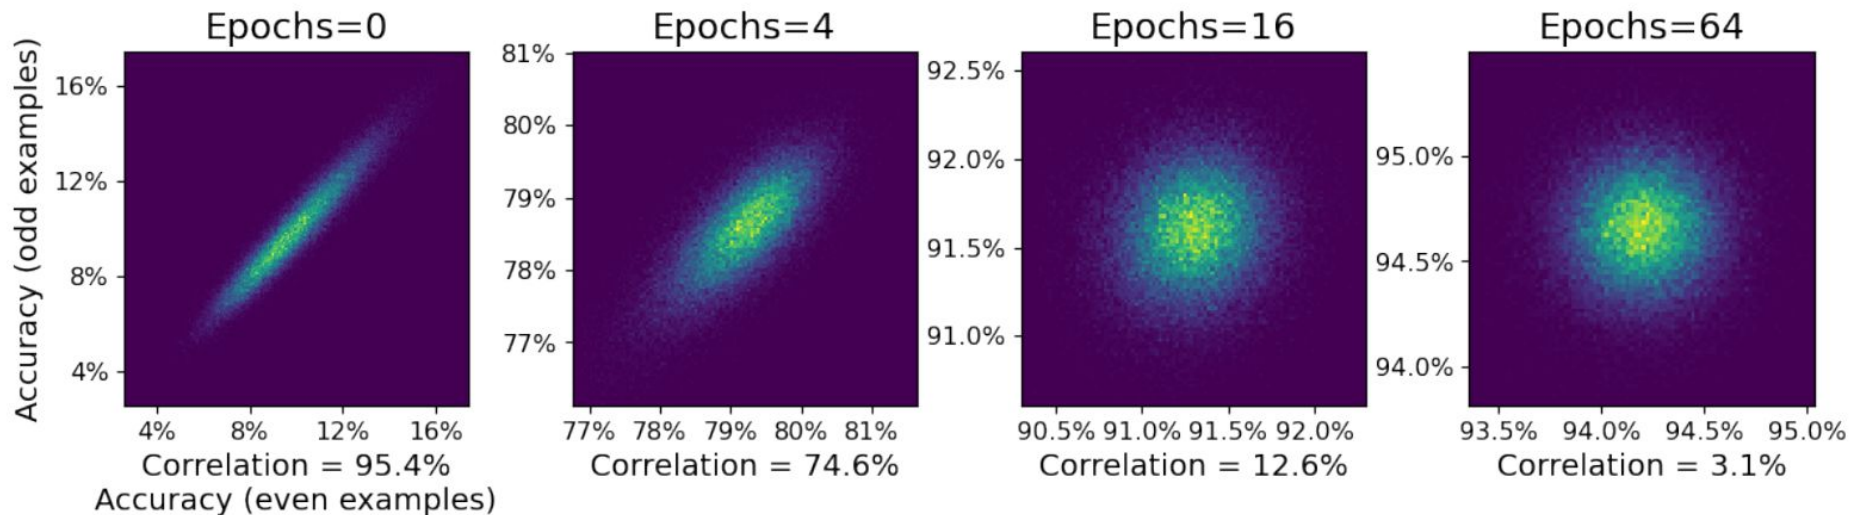 Epochs=0
Epochs=4
Epochs=16
Epochs=64
Accuracy (odd examples)
16%
12%
8%
4%
4% 8% 12% 16%
Correlation = 95.4%
Accuracy (even examples)
81%
80%
79%
78%
77%
77% 78% 79% 80% 81%
Correlation = 74.6%
92.5%
92.0%
91.5%
91.0%
90.5% 91.0% 91.5% 92.0%
Correlation = 12.6%
95.0%
94.5%
94.0%
93.5% 94.0% 94.5% 95.0%
Correlation = 3.1%